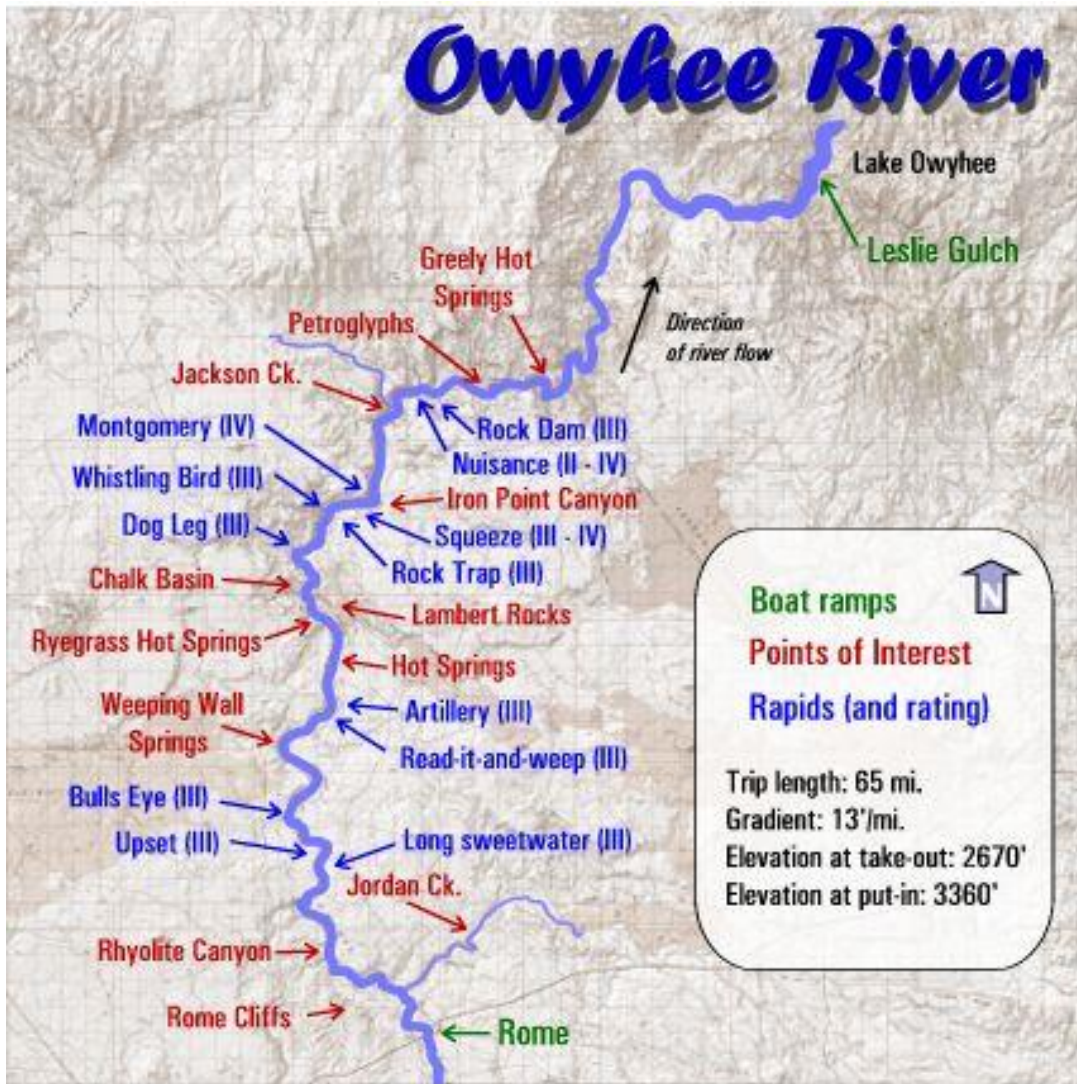 Owyhee River
Lake Owyhee
Leslie Gulch
Greely Hot
Springs
Direction
of river flow
Petroglyphs
Jackson Ck.
Montgomery (IV)
Rock Dam (III)
Nuisance (II - IV)
Whistling Bird (III)
Iron Point Canyon
Dog Leg (III)
Squeeze (III - IV)
Rock Trap (III)
Chalk Basin
Lambert Rocks
Ryegrass Hot Springs
Hot Springs
Weeping Wall
Springs
Artillery (III)
Read-it-and-weep (III)
Bulls Eye (III)
Upset (III)
Long sweetwater (III)
Jordan Ck.
Rhyolite Canyon
Rome Cliffs
Rome
N
Boat ramps
Points of Interest
Rapids (and rating)
Trip length: 65 mi.
Gradient: 13'/mi.
Elevation at take-out: 2670'
Elevation at put-in: 3360'